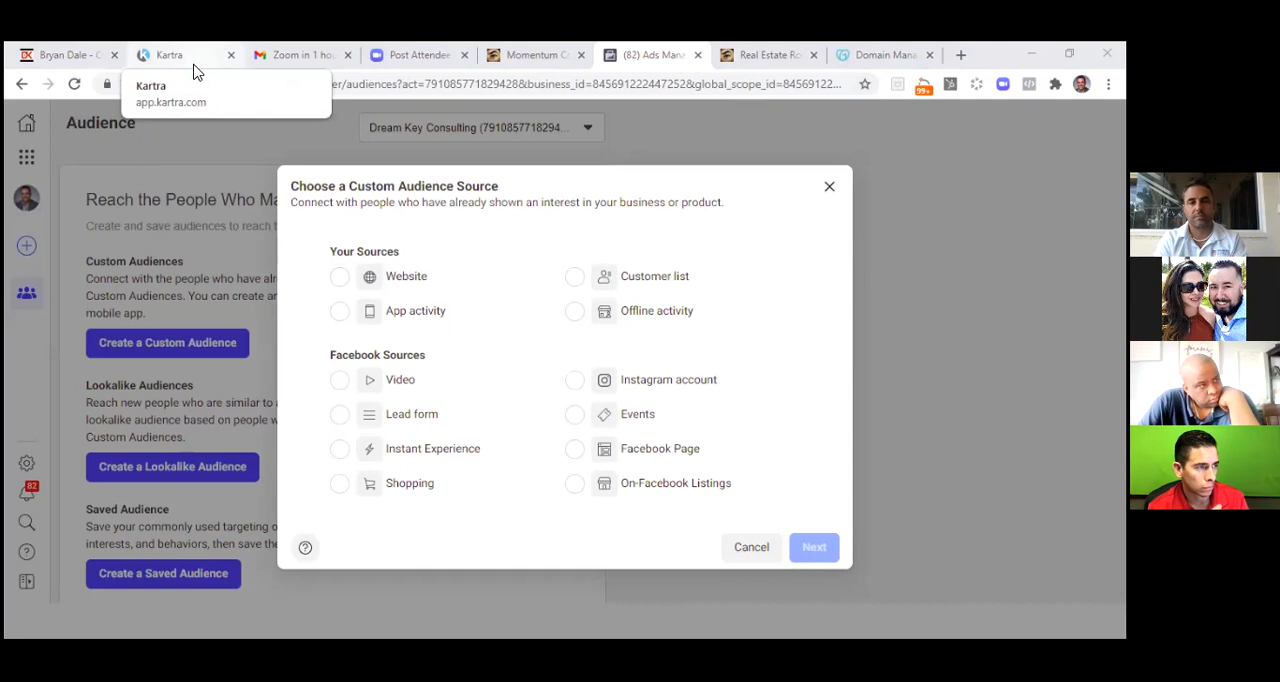 Bryan Dale - C
Kartra
Zoom in 1 hou
Post Attendee
Momentum C
(82) Ads Mana
Real Estate Ro
Domain Mana
er/audiences?act=791085771829428&business_id=845691222447252&global_scope_id=84569122...
99+
Kartra
app.kartra.com
Audience
Dream Key Consulting (7910857718294...
Choose a Custom Audience Source
Connect with people who have already shown an interest in your business or product.
Your Sources
Website
Customer list
App activity
Offline activity
Facebook Sources
Video
Instagram account
Lead form
Events
Instant Experience
Facebook Page
Shopping
On-Facebook Listings
Cancel
Next
Reach the People Who Ma
Create and save audiences to reach t
Custom Audiences
Connect with the people who have alr
Custom Audiences. You can create a
mobile app.
Create a Custom Audience
Lookalike Audiences
Reach new people who are similar to a
lookalike audience based on people w
Custom Audiences.
Create a Lookalike Audience
Saved Audience
Save your commonly used targeting o
interests, and behaviors, then save the
Create a Saved Audience
82